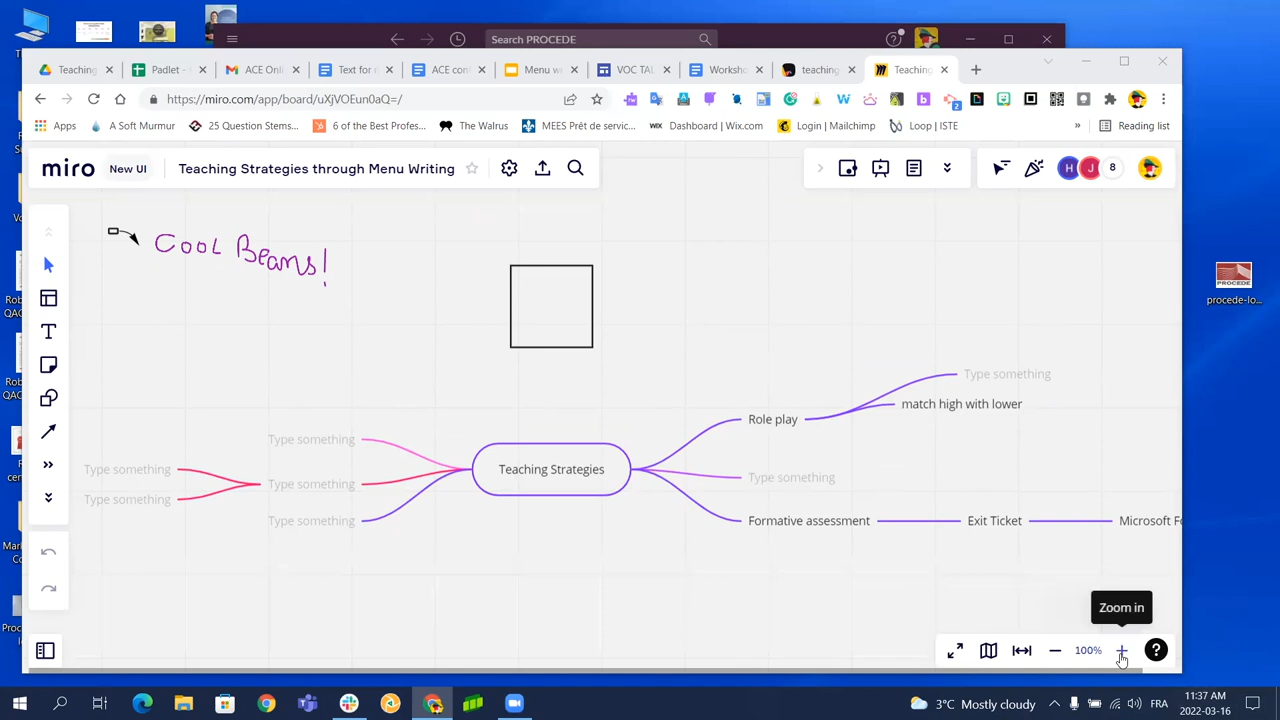 Search PROCEDE
Teaching
Padlet -
ACE Onli
Text for
ACE con
Menu w
VOC TAL
Worksh
teaching
Teaching
https://miro.com/app/board/uXjVOEun0aQ=/
Apps
A Soft Murmur
25 Question Stems...
6 of the Best Profes...
The Walrus
MEES Prêt de servic...
Dashboard | Wix.com
Login | Mailchimp
Loop | ISTE
»
Reading list
miro
New UI
Teaching Strategies through Menu Writing
H
J
8
Cool Beans!
Type something
match high with lower
Role play
Type something
Type something
Type something
Teaching Strategies
Type something
Type something
Type something
Formative assessment
Exit Ticket
Microsoft Fo
Zoom in
100%
PROCEDE
procede-lo...
3°C Mostly cloudy
FRA
11:37 AM
2022-03-16